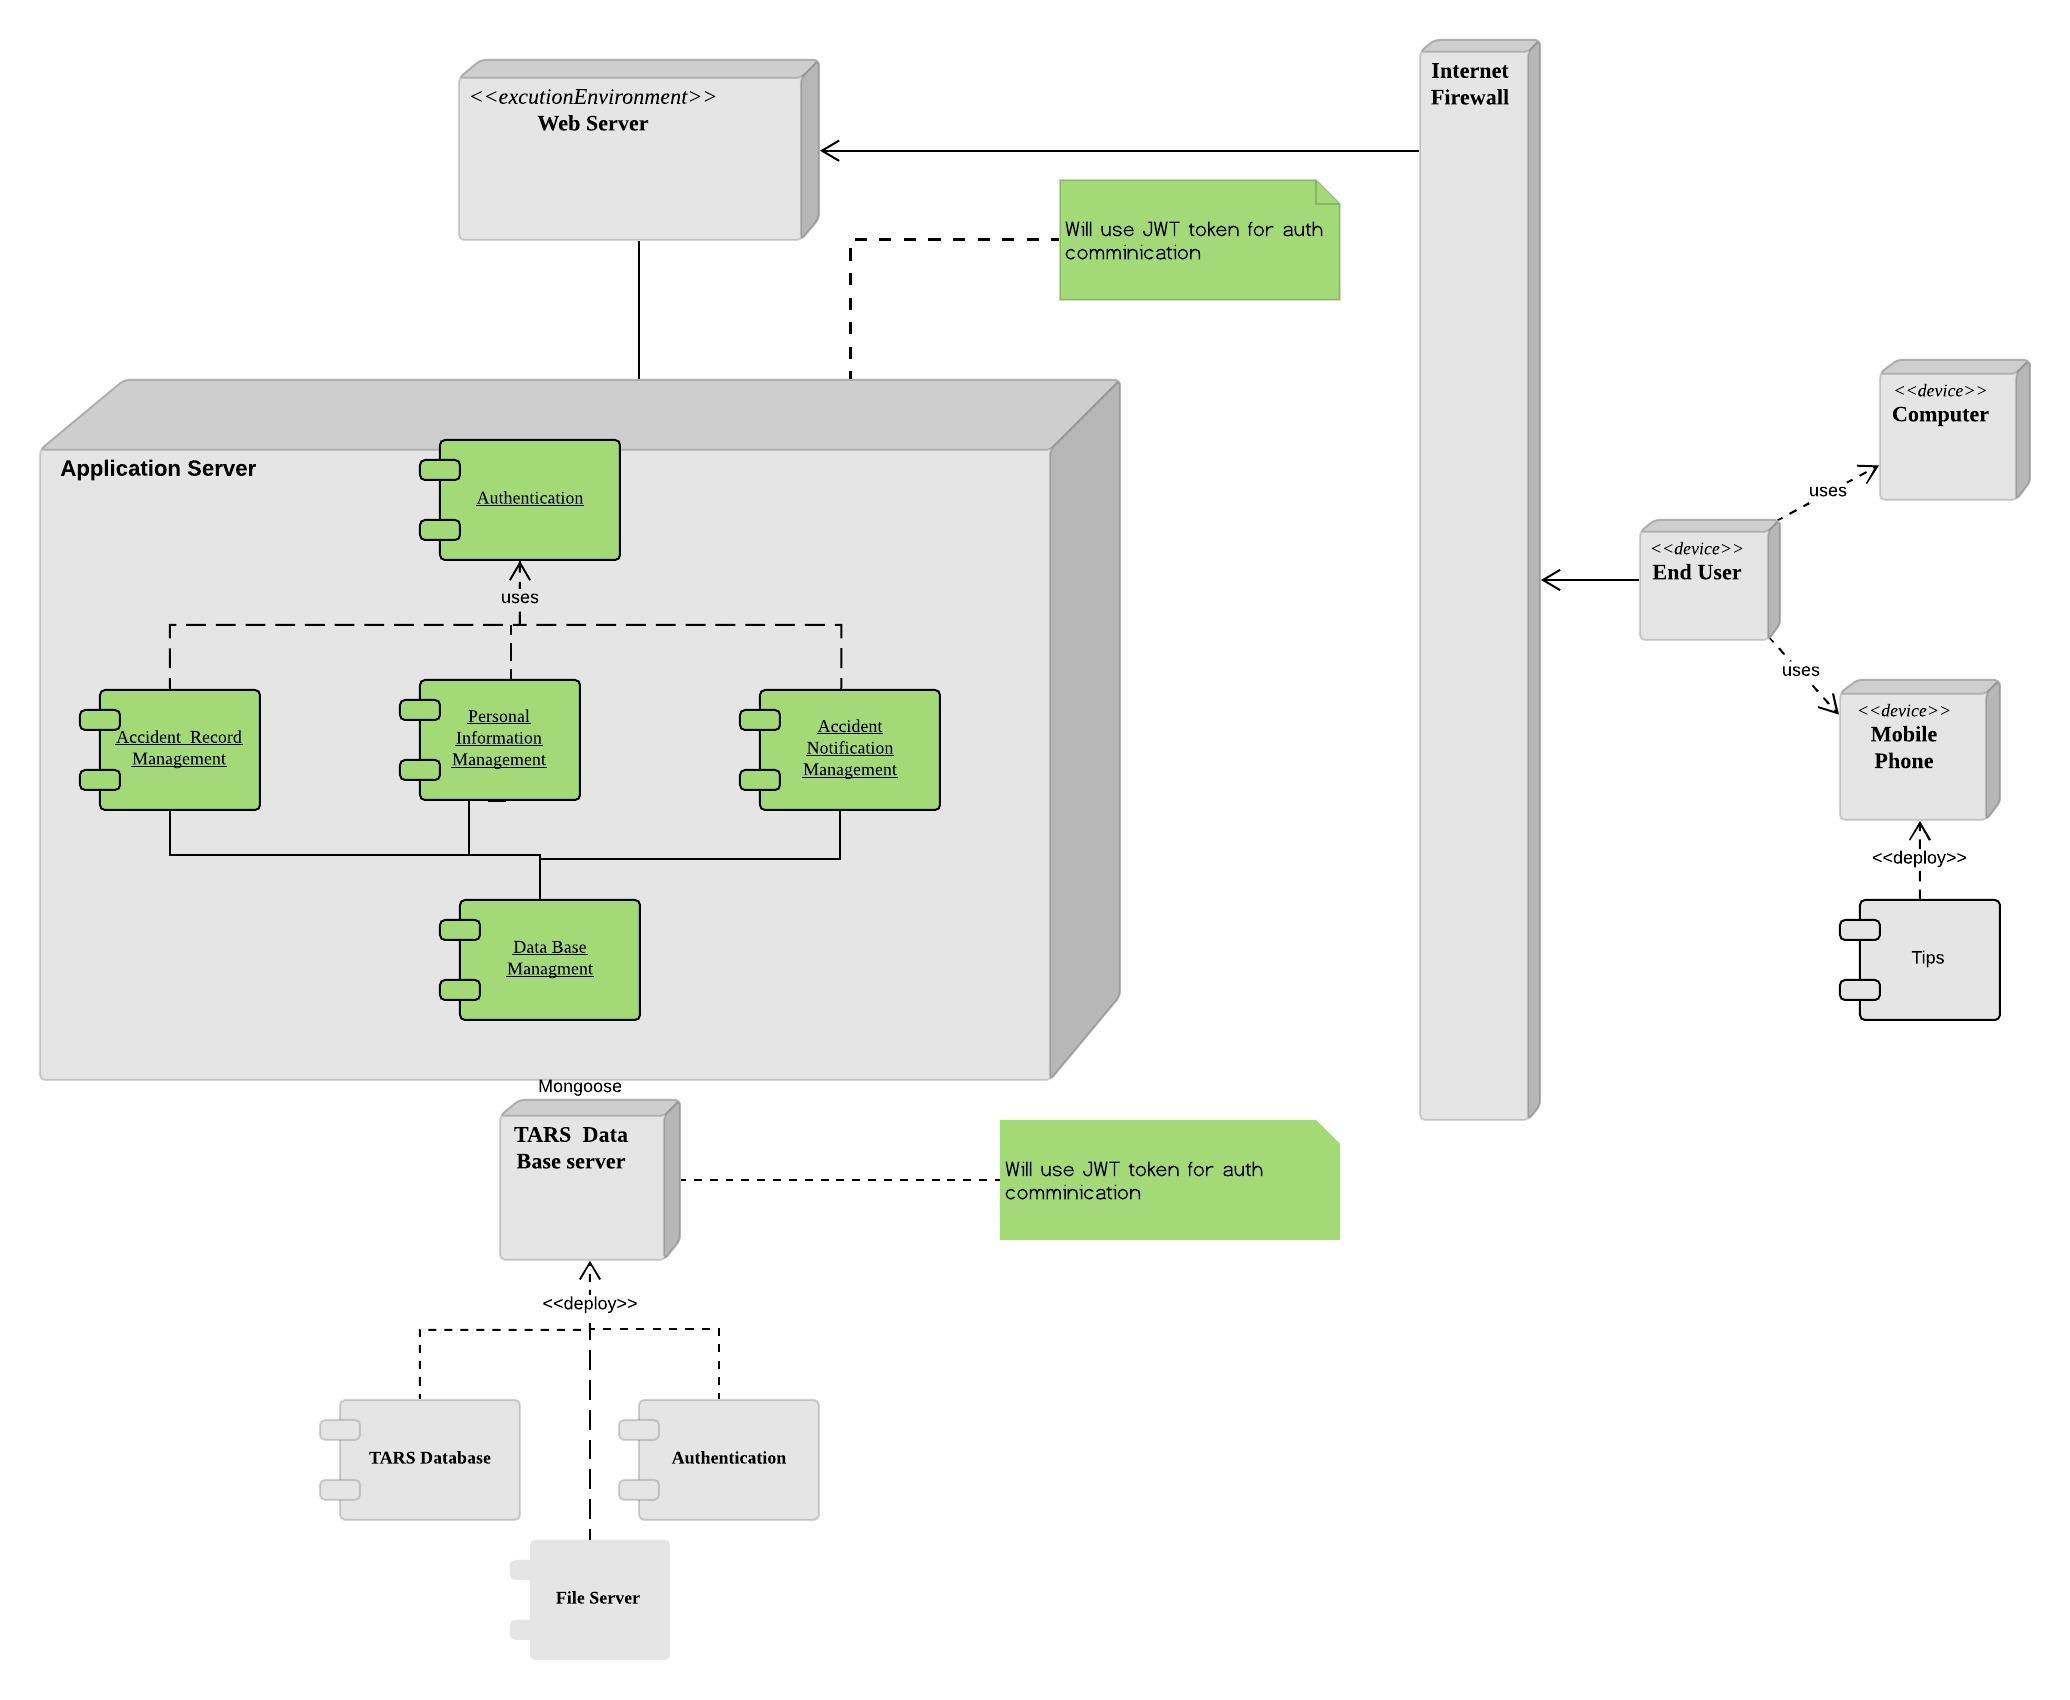 <<excutionEnvironment>>
Web Server
Internet
Firewall
Will use JWT token for auth
comminication
<<device>>
Computer
uses
<<device>>
End User
uses
<<device>>
Mobile
Phone
<<deploy>>
Tips
Application Server
Authentication
uses
Accident  Record
Management
Personal
Information
Management
Accident
Notification
Management
Data Base
Managment
Mongoose
TARS  Data
Base server
Will use JWT token for auth
comminication
<<deploy>>
TARS Database
Authentication
File Server